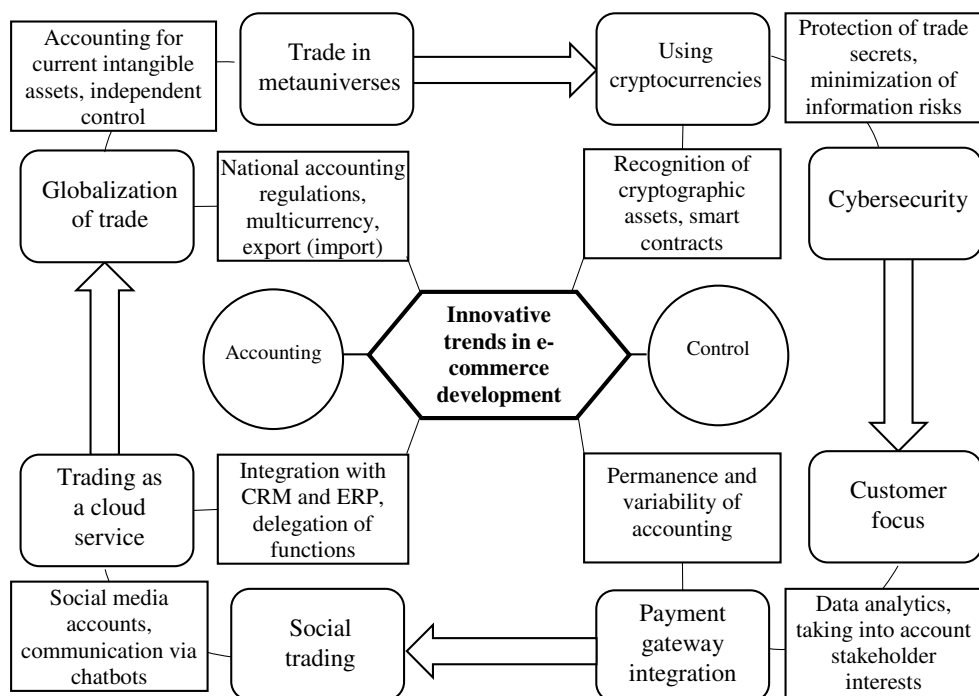 Accounting for
current intangible
assets, independent
control
Trade in
metauniverses
Using
cryptocurrencies
Protection of trade
secrets,
minimization of
information risks
Globalization
of trade
National accounting
regulations,
multicurrency,
export (import)
Recognition of
cryptographic
assets, smart
contracts
Cybersecurity
Accounting
Innovative
trends in e-
commerce
development
Control
Trading as
a cloud
service
Integration with
CRM and ERP,
delegation of
functions
Permanence and
variability of
accounting
Customer
focus
Social media
accounts,
communication via
chatbots
Social
trading
Payment
gateway
integration
Data analytics,
taking into account
stakeholder
interests